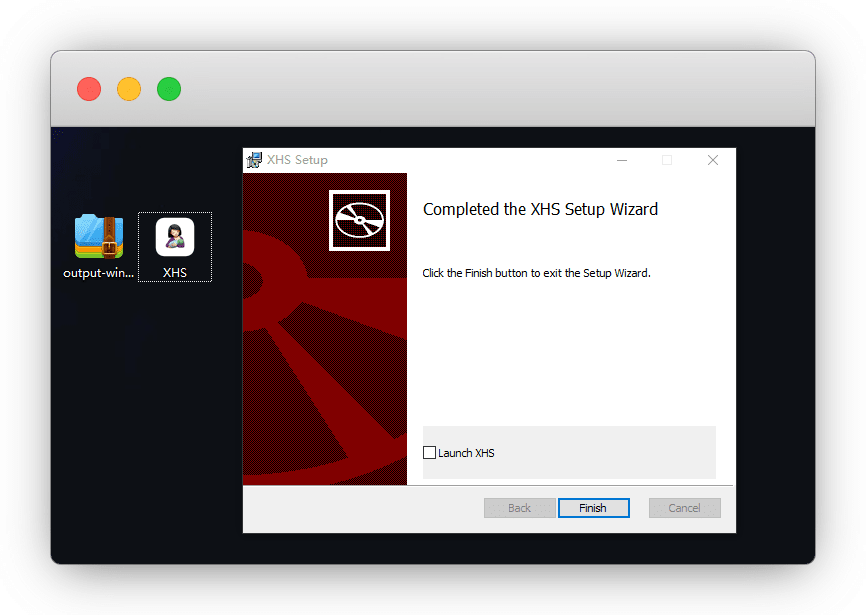 XHS Setup
Completed the XHS Setup Wizard
Click the Finish button to exit the Setup Wizard.
output-win...
XHS
Launch XHS
Back
Finish
Cancel